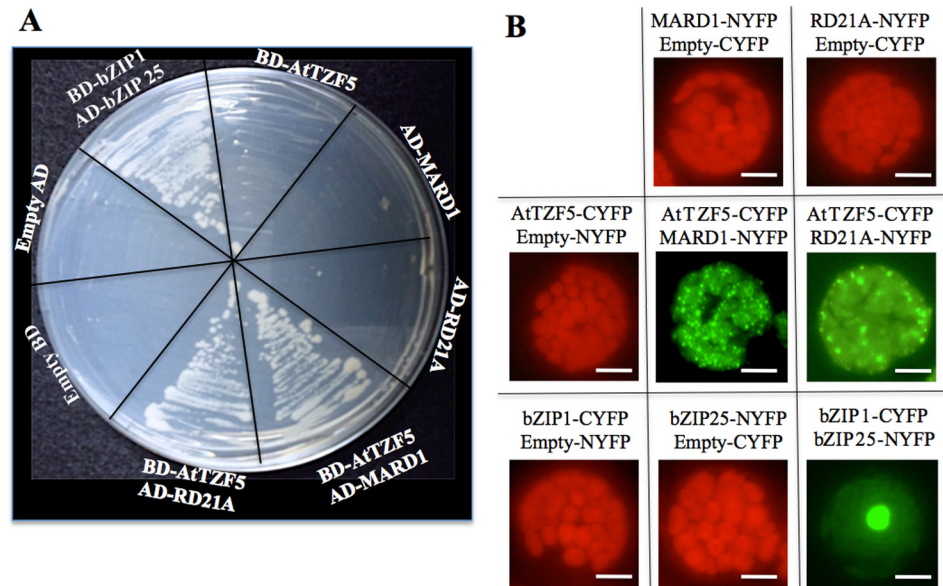 A
BD-bZIP1
AD-bZIP 25
BD-AtTZF5
AD-MARD1
AD-RD21A
BD-AtTZF5
AD-MARD1
BD-AtTZF5
AD-RD21A
Empty BD
Empty AD
B
MARD1-NYFP
Empty-CYFP
RD21A-NYFP
Empty-CYFP
AtTZF5-CYFP
Empty-NYFP
AtTZF5-CYFP
MARD1-NYFP
AtTZF5-CYFP
RD21A-NYFP
bZIP1-CYFP
Empty-NYFP
bZIP25-NYFP
Empty-CYFP
bZIP1-CYFP
bZIP25-NYFP